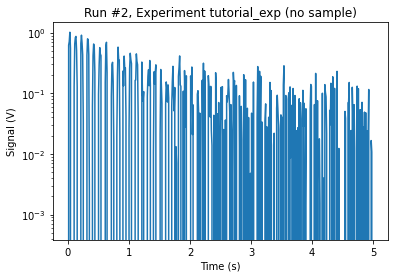 Run #2, Experiment tutorial_exp (no sample)
Signal (V)
10⁰
10⁻¹
10⁻²
10⁻³
0 1 2 3 4 5
Time (s)